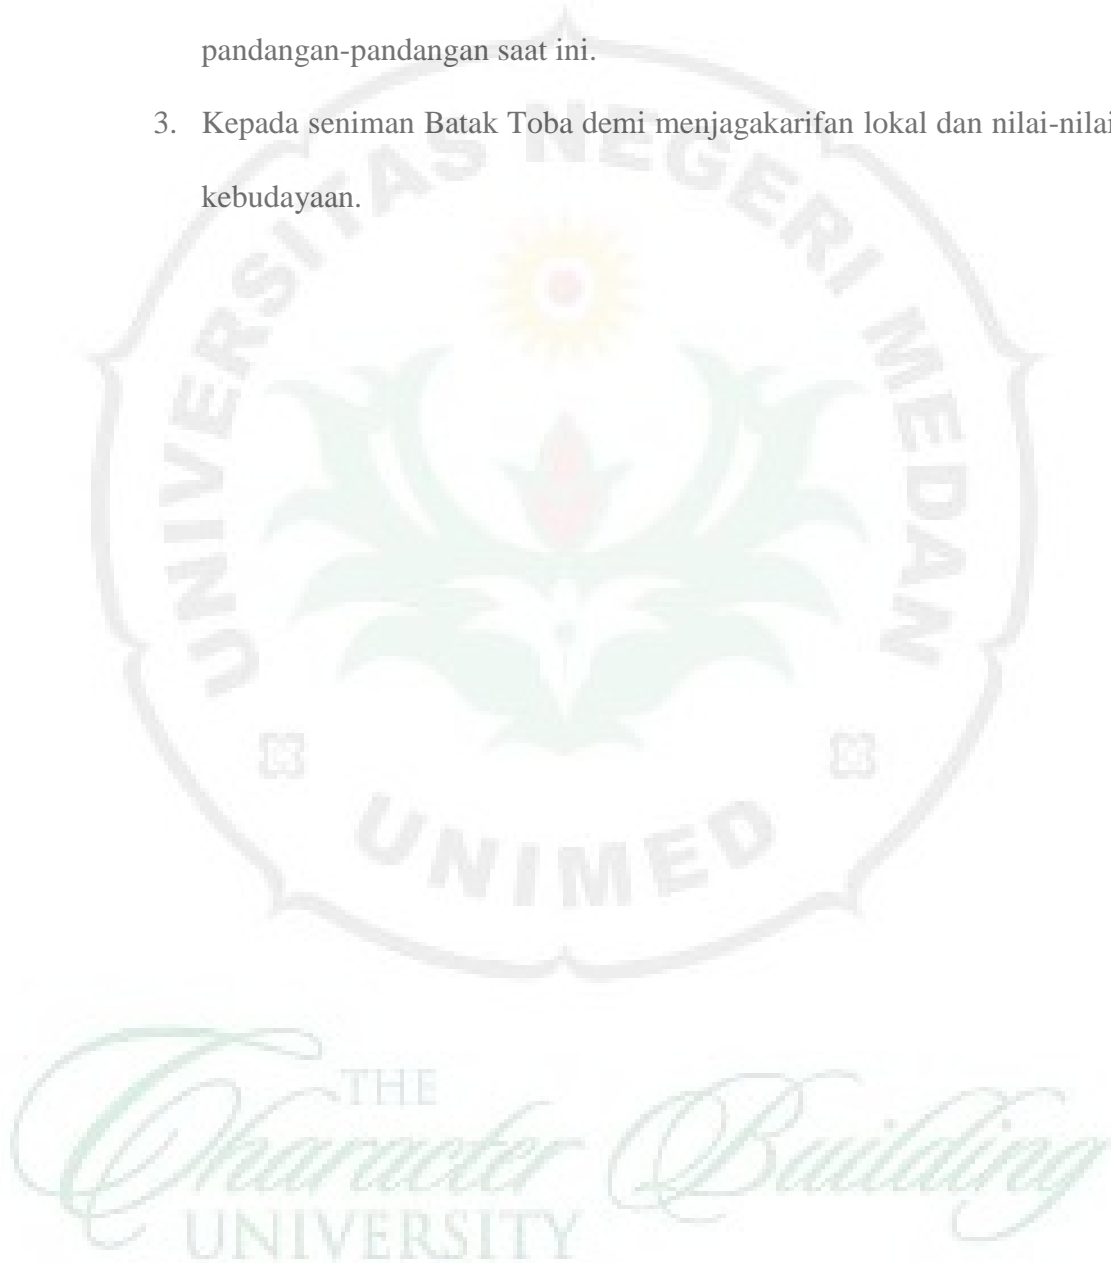 pandangan-pandangan saat ini.
3. Kepada seniman Batak Toba demi menjagakarifan lokal dan nilai-nilai
kebudayaan.
UNIVERSITAS NEGERI MEDAN
UNIMED
THE
Character Building
UNIVERSITY